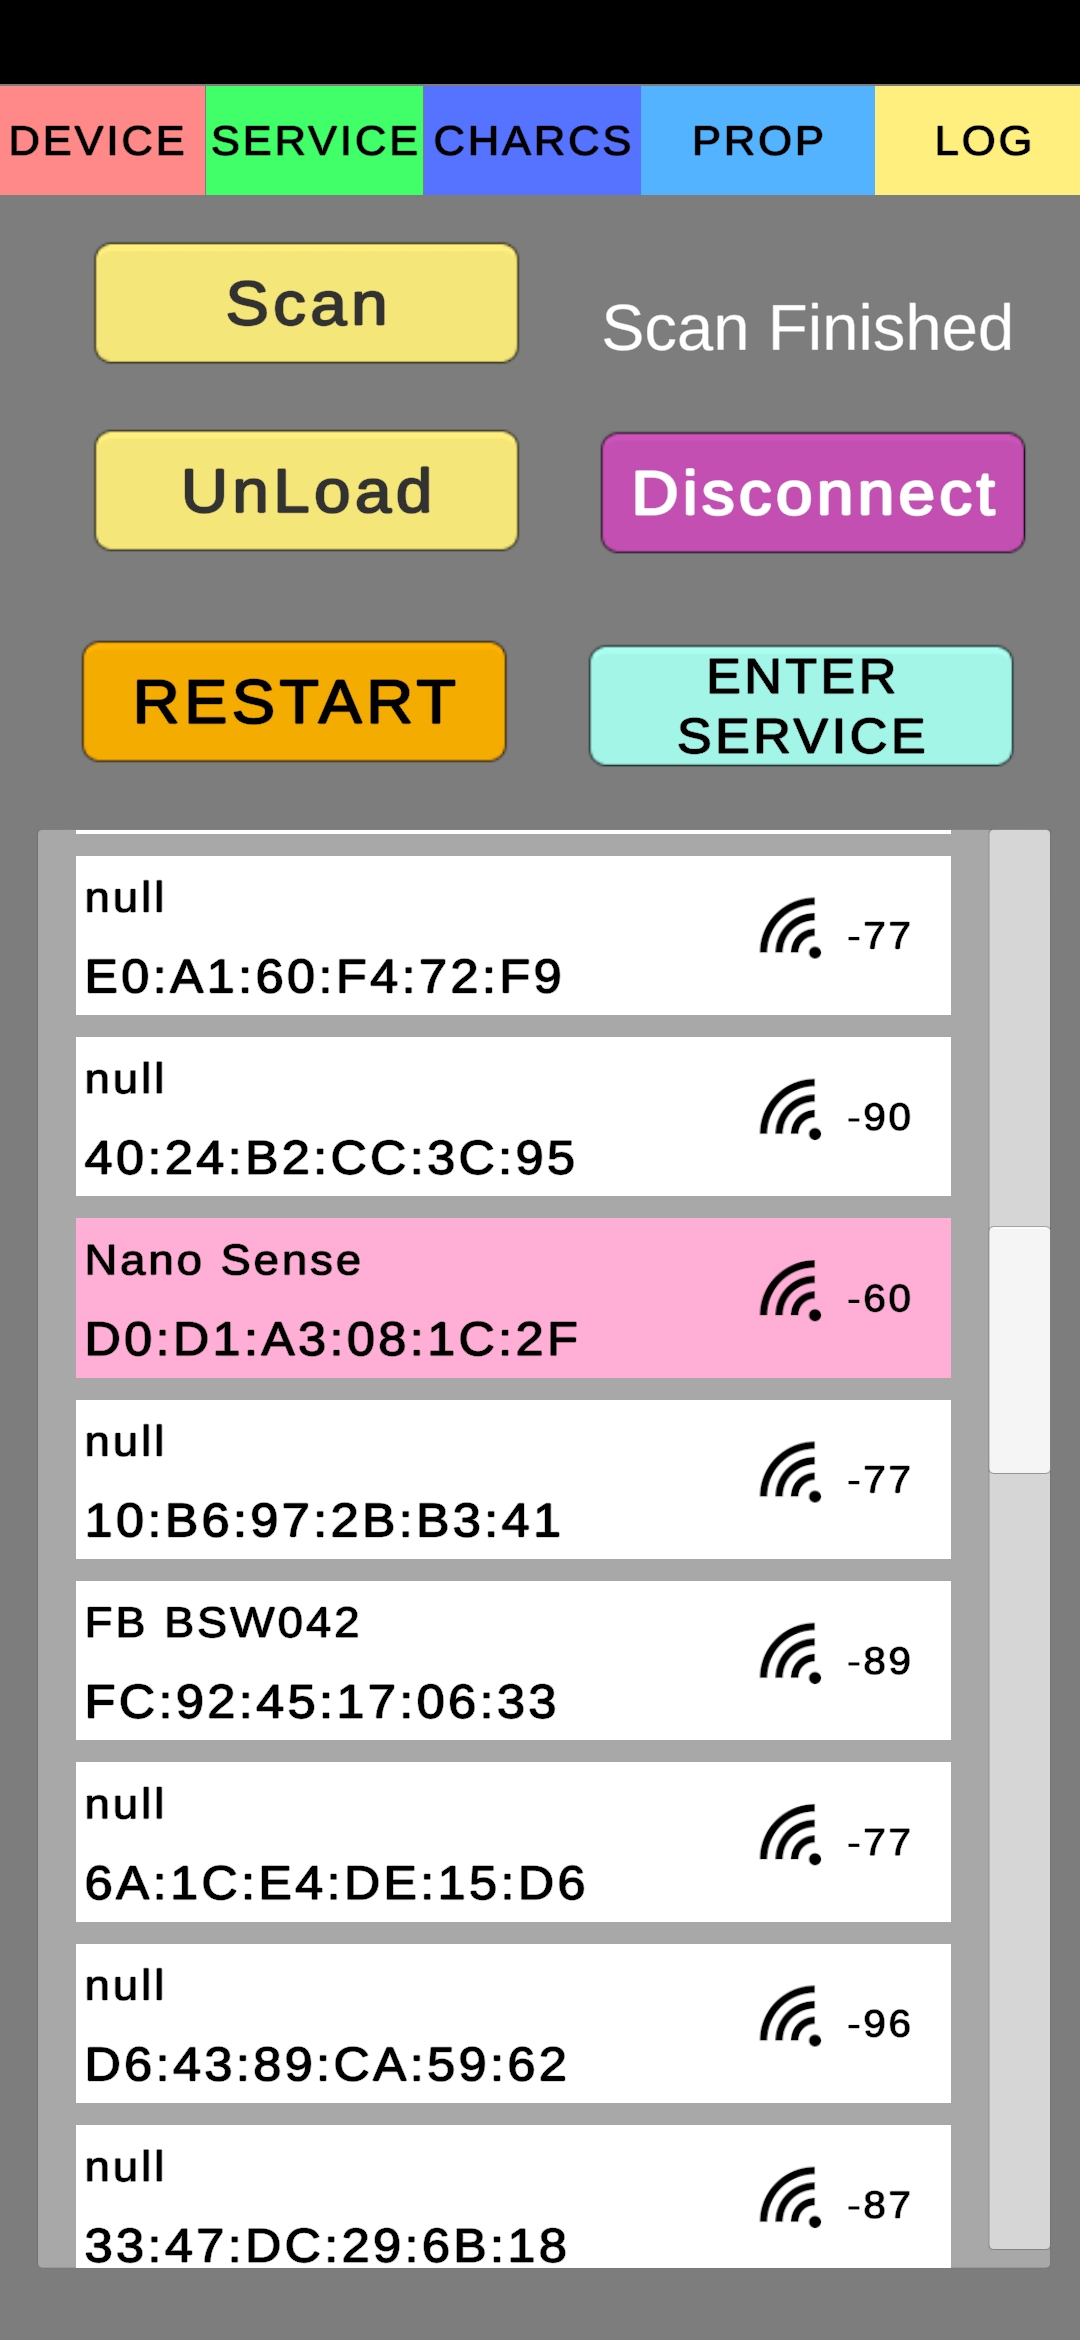 DEVICE SERVICE CHARCS PROP LOG
Scan
Scan Finished
UnLoad
Disconnect
RESTART
ENTER
SERVICE
null
-77
E0:A1:60:F4:72:F9
null
-90
40:24:B2:CC:3C:95
Nano Sense
-60
D0:D1:A3:08:1C:2F
null
-77
10:B6:97:2B:B3:41
FB BSW042
-89
FC:92:45:17:06:33
null
-77
6A:1C:E4:DE:15:D6
null
-96
D6:43:89:CA:59:62
null
-87
33:47:DC:29:6B:18